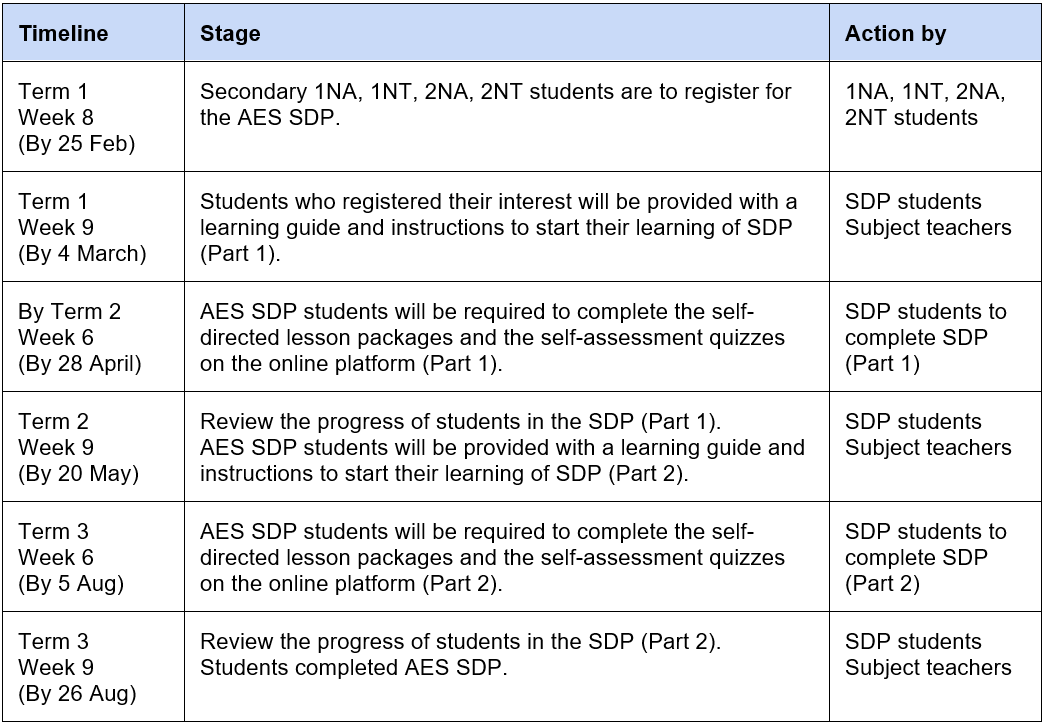 Timeline
Stage
Action by
Term 1
Week 8
(By 25 Feb)
Secondary 1NA, 1NT, 2NA, 2NT students are to register for
the AES SDP.
1NA, 1NT, 2NA,
2NT students
Term 1
Week 9
(By 4 March)
Students who registered their interest will be provided with a
learning guide and instructions to start their learning of SDP
(Part 1).
SDP students
Subject teachers
By Term 2
Week 6
(By 28 April)
AES SDP students will be required to complete the self-
directed lesson packages and the self-assessment quizzes
on the online platform (Part 1).
SDP students to
complete SDP
(Part 1)
Term 2
Week 9
(By 20 May)
Review the progress of students in the SDP (Part 1).
AES SDP students will be provided with a learning guide and
instructions to start their learning of SDP (Part 2).
SDP students
Subject teachers
Term 3
Week 6
(By 5 Aug)
AES SDP students will be required to complete the self-
directed lesson packages and the self-assessment quizzes
on the online platform (Part 2).
SDP students to
complete SDP
(Part 2)
Term 3
Week 9
(By 26 Aug)
Review the progress of students in the SDP (Part 2).
Students completed AES SDP.
SDP students
Subject teachers